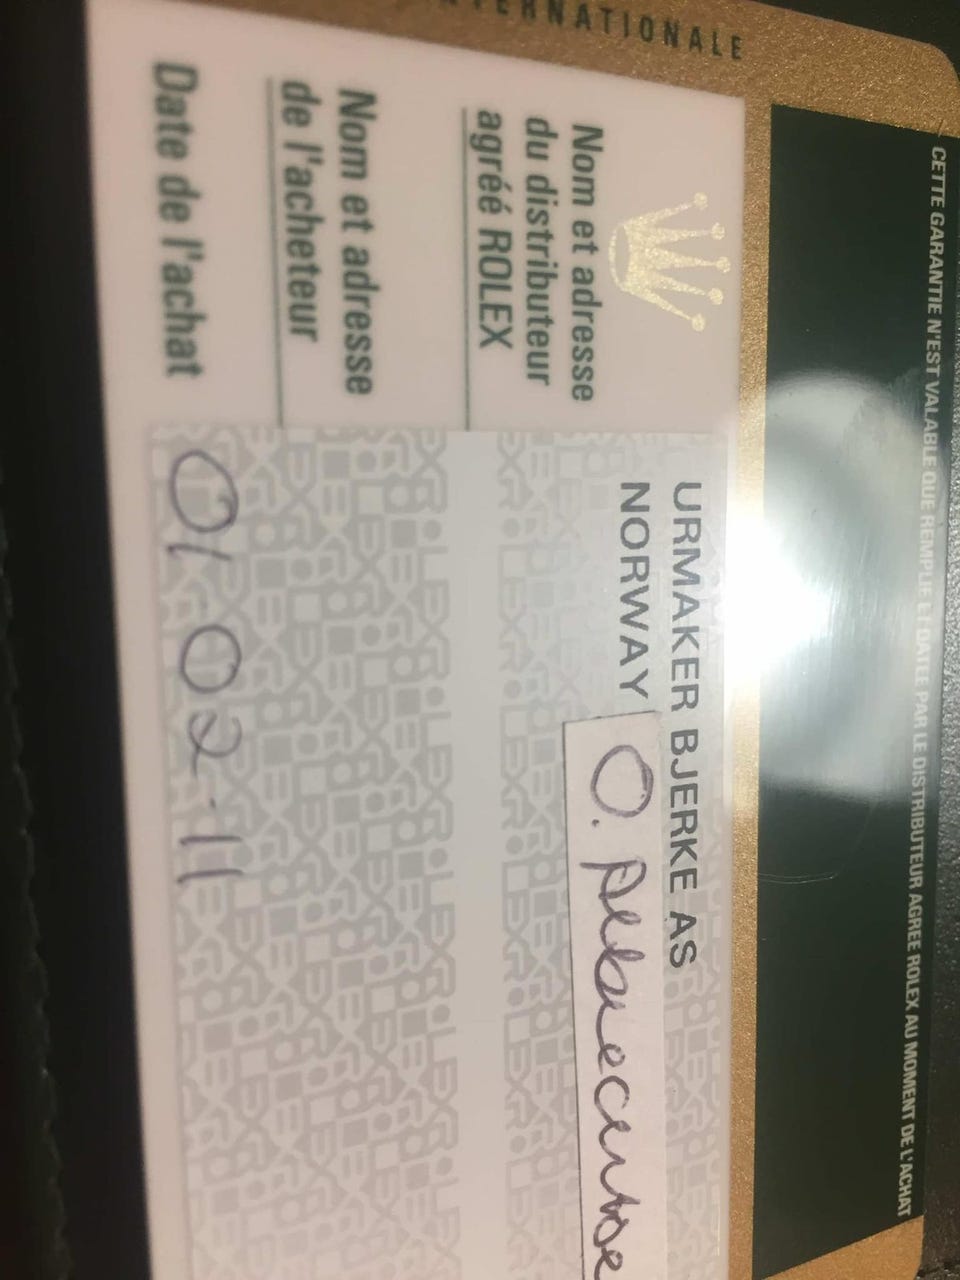 INTERNATIONALE
CETTE GARANTIE N'EST VALABLE QUE REMPLIE ET DATEE PAR LE DISTRIBUTEUR AGREE ROLEX AU MOMENT DE L'ACHAT
URMAKER BJERKE AS
NORWAY
O.
Nom et adresse
du distributeur
agréé ROLEX
Nom et adresse
de l'acheteur
Date de l'achat
01-02-11